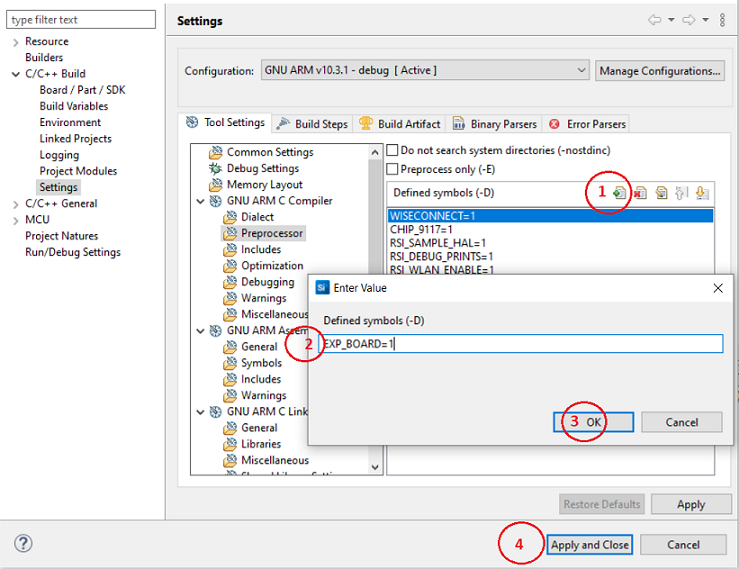 type filter text
Resource
Builders
C/C++ Build
Board / Part / SDK
Build Variables
Environment
Linked Projects
Logging
Project Modules
Settings
C/C++ General
MCU
Project Natures
Run/Debug Settings
Settings
Configuration: GNU ARM v10.3.1 - debug [ Active ] Manage Configurations...
Tool Settings Build Steps Build Artifact Binary Parsers Error Parsers
Common Settings
Debug Settings
Memory Layout
GNU ARM C Compiler
Dialect
Preprocessor
Includes
Optimization
Debugging
Warnings
Miscellaneous
GNU ARM Assem
General
Symbols
Includes
Warnings
GNU ARM C Link
General
Libraries
Miscellaneous
Do not search system directories (-nostdinc)
Preprocess only (-E)
Defined symbols (-D) 1
WISECONNECT=1
CHIP_9117=1
RSI_SAMPLE_HAL=1
RSI_DEBUG_PRINTS=1
RSI_WLAN_ENABLE=1
Si Enter Value
Defined symbols (-D)
2 EXP_BOARD=1
3 OK Cancel
Restore Defaults Apply
? 4 Apply and Close Cancel